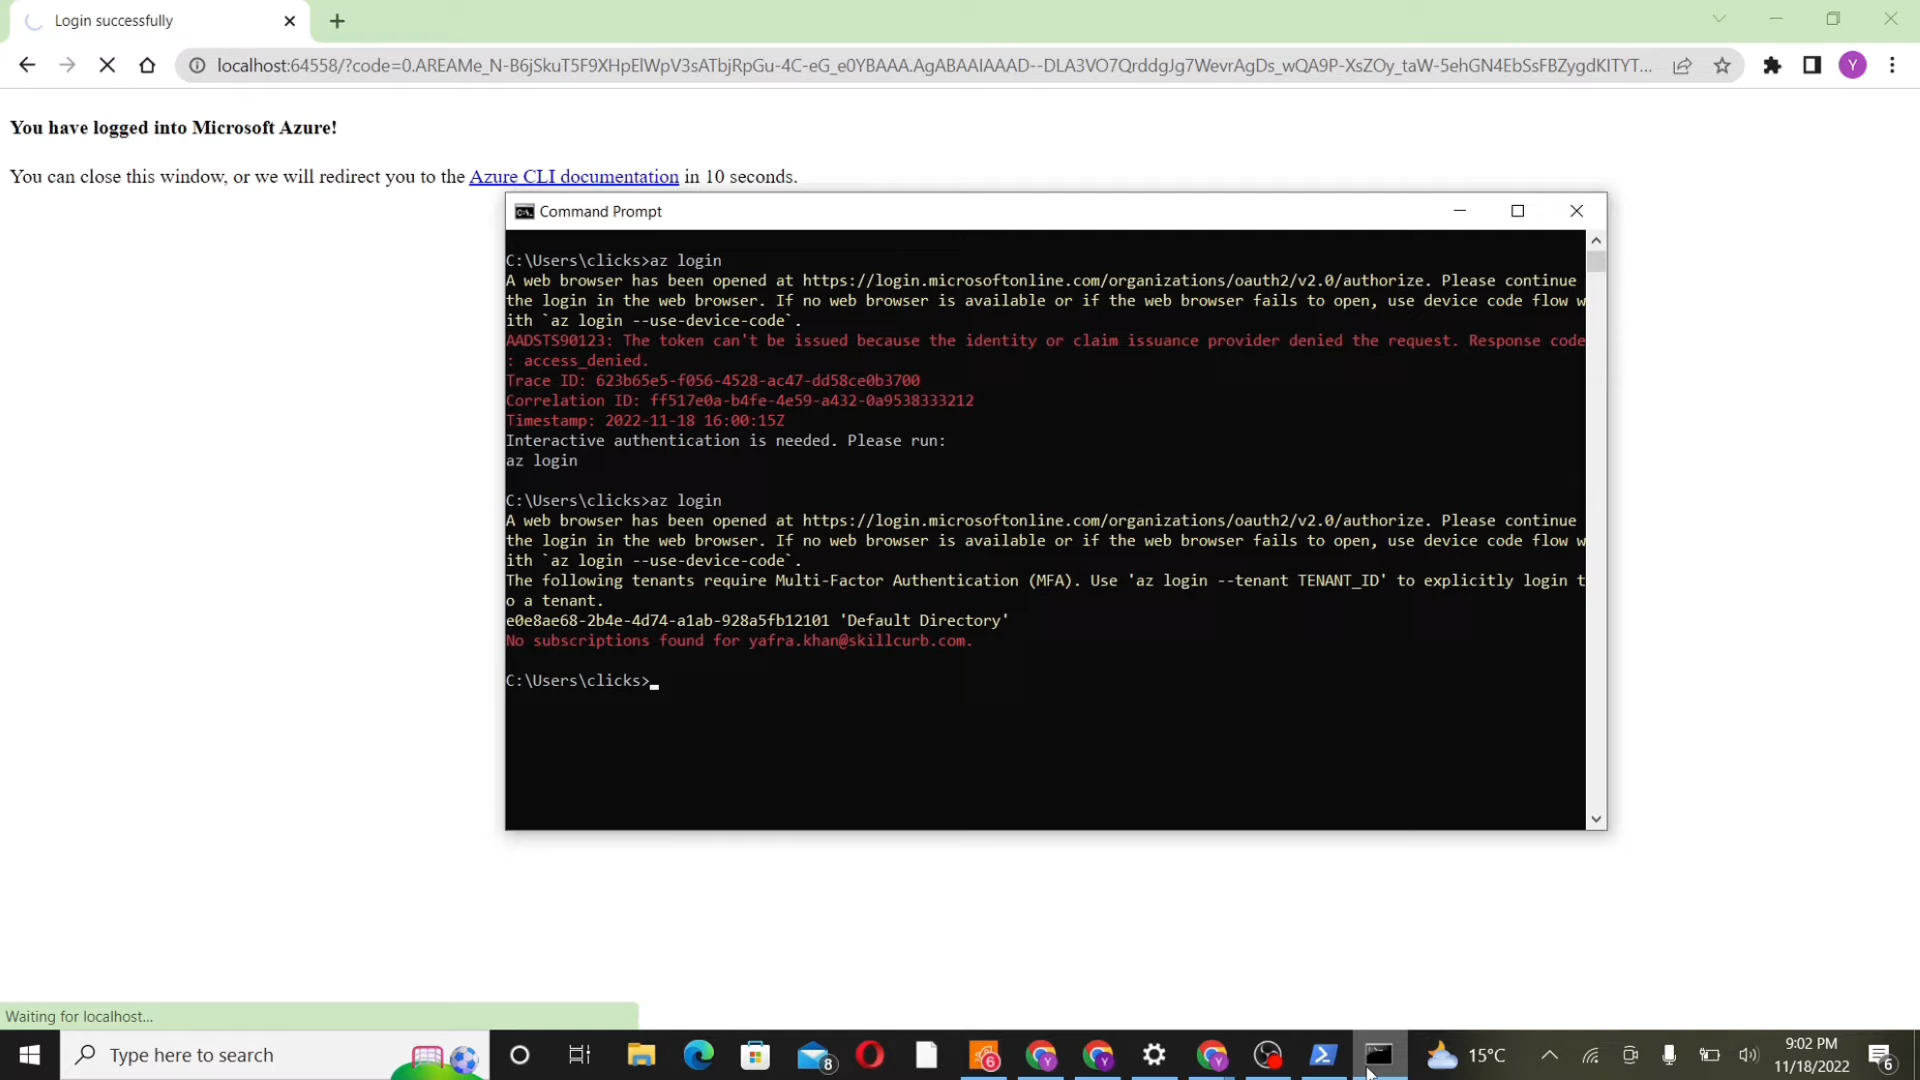 Login successfully
localhost:64558/?code=0.AREAMe_N-B6jSkuT5F9XHpElWpV3sATbjRpGu-4C-eG_e0YBAAA.AgABAAIAAAD--DLA3VO7QrddgJg7WevrAgDs_wQA9P-XsZOy_taW-5ehGN4EbSsFBZygdKITYT...
Y
You have logged into Microsoft Azure!
You can close this window, or we will redirect you to the Azure CLI documentation in 10 seconds.
Command Prompt
C:\Users\clicks>az login
A web browser has been opened at https://login.microsoftonline.com/organizations/oauth2/v2.0/authorize. Please continue
the login in the web browser. If no web browser is available or if the web browser fails to open, use device code flow w
ith `az login --use-device-code`.
AADSTS90123: The token can't be issued because the identity or claim issuance provider denied the request. Response code
: access_denied.
Trace ID: 623b65e5-f056-4528-ac47-dd58ce0b3700
Correlation ID: ff517e0a-b4fe-4e59-a432-0a9538333212
Timestamp: 2022-11-18 16:00:15Z
Interactive authentication is needed. Please run:
az login
C:\Users\clicks>az login
A web browser has been opened at https://login.microsoftonline.com/organizations/oauth2/v2.0/authorize. Please continue
the login in the web browser. If no web browser is available or if the web browser fails to open, use device code flow w
ith `az login --use-device-code`.
The following tenants require Multi-Factor Authentication (MFA). Use 'az login --tenant TENANT_ID' to explicitly login t
o a tenant.
e0e8ae68-2b4e-4d74-a1ab-928a5fb12101 'Default Directory'
No subscriptions found for yafra.khan@skillcurb.com.
C:\Users\clicks>
Waiting for localhost...
Type here to search
8
6
15°C
9:02 PM
11/18/2022
6